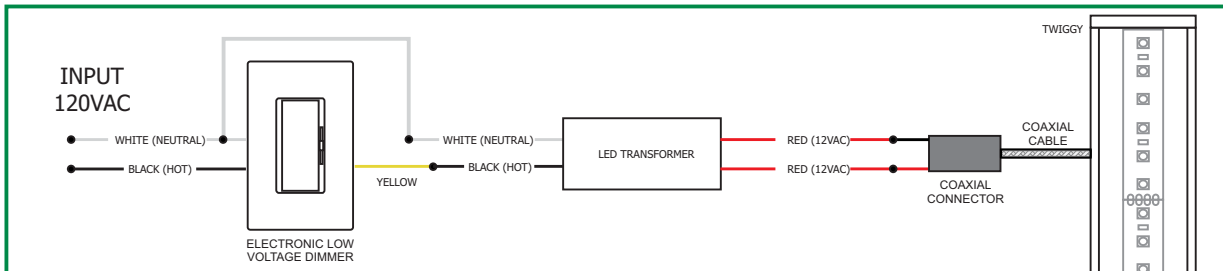 TWIGGY
INPUT
120VAC
WHITE (NEUTRAL)
WHITE (NEUTRAL)
RED (12VAC)
COAXIAL
CABLE
LED TRANSFORMER
BLACK (HOT)
YELLOW
BLACK (HOT)
RED (12VAC)
COAXIAL
CONNECTOR
ELECTRONIC LOW
VOLTAGE DIMMER